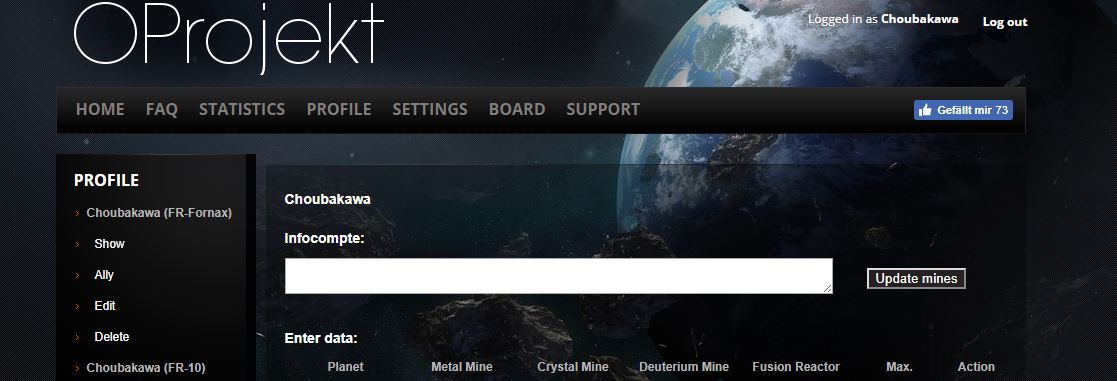 OProjekt
Logged in as Choubakawa Log out
HOME FAQ STATISTICS PROFILE SETTINGS BOARD SUPPORT
Gefällt mir 73
PROFILE
Choubakawa (FR-Fornax)
Show
Ally
Edit
Delete
Choubakawa (FR-10)
Choubakawa
Infocompte:
Update mines
Enter data:
Planet Metal Mine Crystal Mine Deuterium Mine Fusion Reactor Max. Action